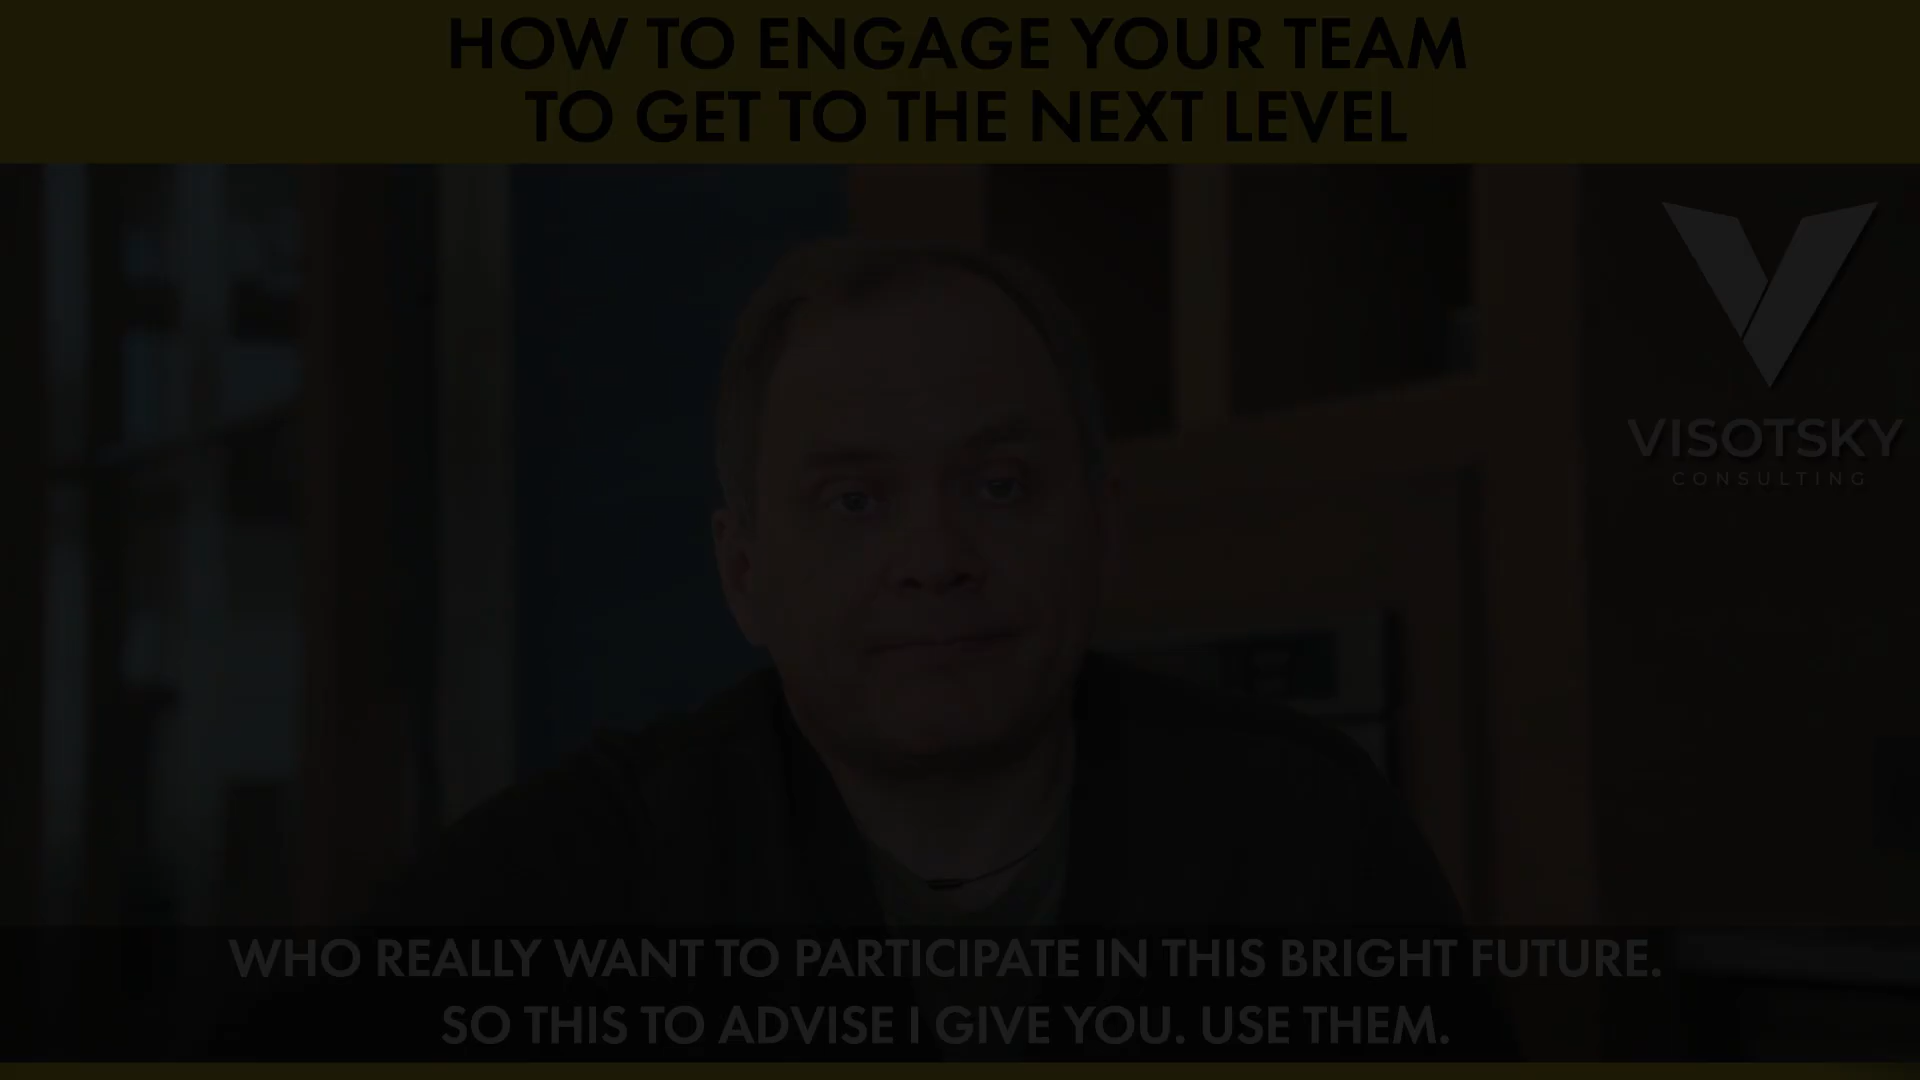 HOW TO ENGAGE YOUR TEAM
TO GET TO THE NEXT LEVEL
VISOTSKY
CONSULTING
WHO REALLY WANT TO PARTICIPATE IN THIS BRIGHT FUTURE.
SO THIS TO ADVISE I GIVE YOU. USE THEM.